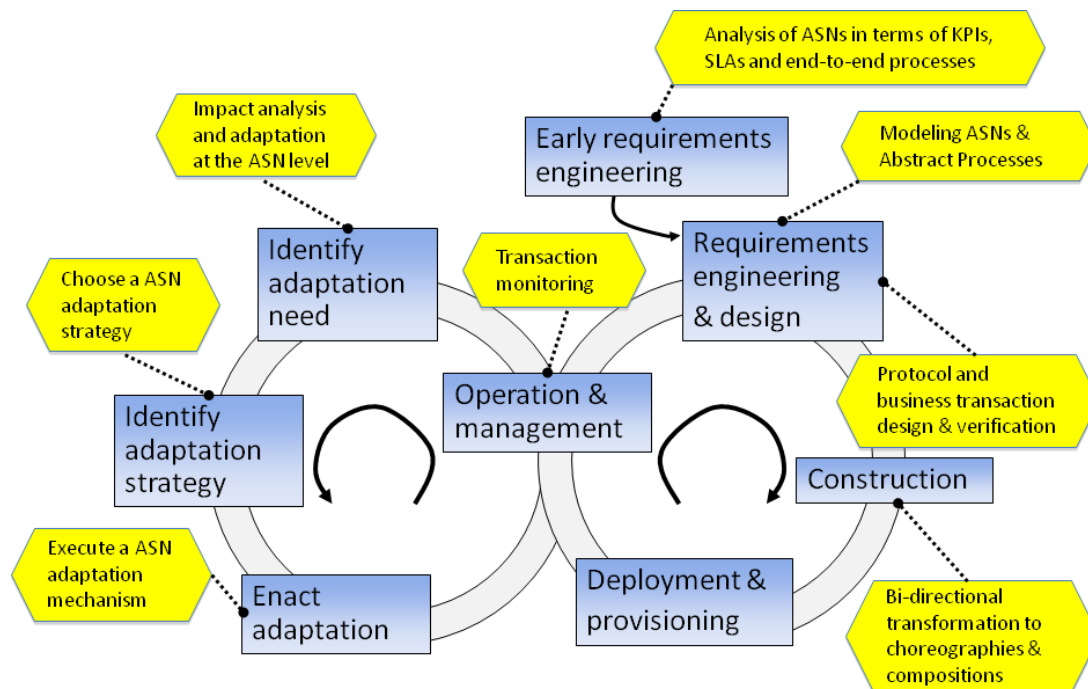 Analysis of ASNs in terms of KPIs,
SLAs and end-to-end processes
Impact analysis
and adaptation
at the ASN level
Early requirements
engineering
Modeling ASNs &
Abstract Processes
Identify
adaptation
need
Transaction
monitoring
Requirements
engineering
& design
Choose a ASN
adaptation
strategy
Protocol and
business transaction
design & verification
Operation &
management
Identify
adaptation
strategy
Construction
Execute a ASN
adaptation
mechanism
Enact
adaptation
Deployment &
provisioning
Bi-directional
transformation to
choreographies &
compositions